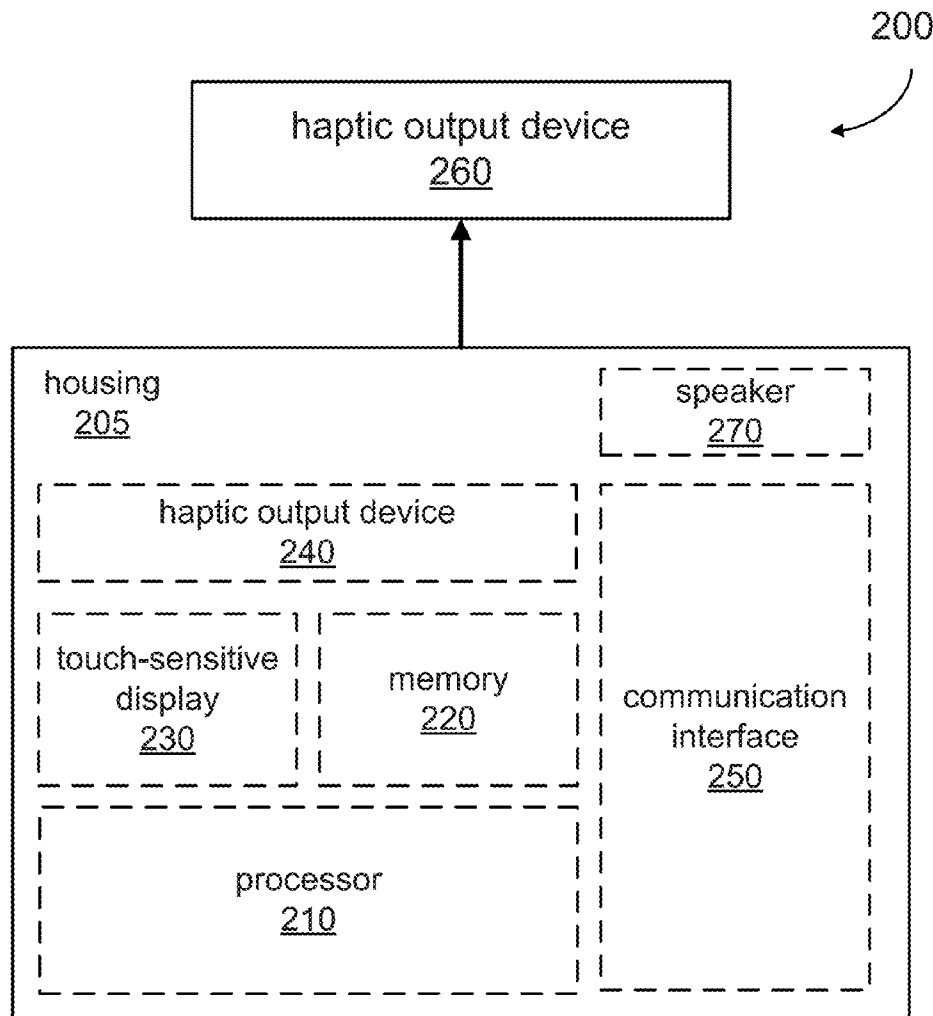 200
haptic output device
260
housing
205
speaker
270
haptic output device
240
touch-sensitive
display
230
memory
220
communication
interface
250
processor
210